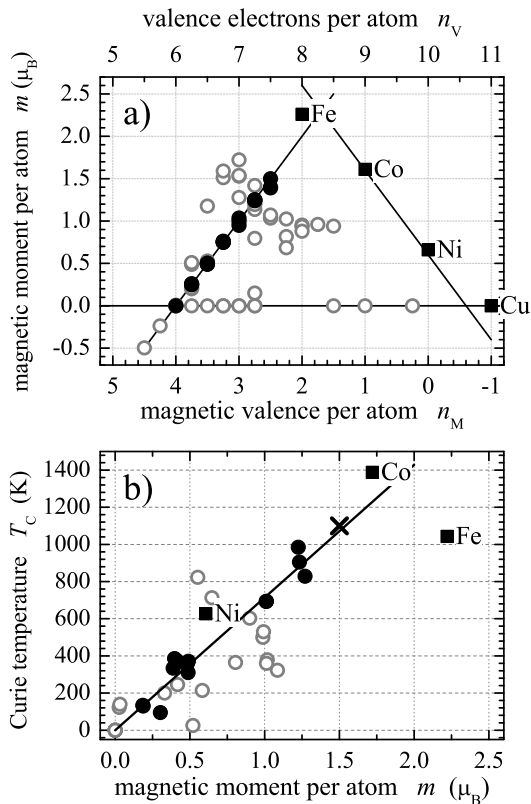 valence electrons per atom n_V
5 6 7 8 9 10 11
magnetic moment per atom m (μ_B)
2.5
2.0
1.5
1.0
0.5
0.0
-0.5
a)
Fe
Co
Ni
Cu
5 4 3 2 1 0 -1
magnetic valence per atom n_M
Curie temperature T_C (K)
1400
1200
1000
800
600
400
200
0
b)
Co
Fe
Ni
0.0 0.5 1.0 1.5 2.0 2.5
magnetic moment per atom m (μ_B)